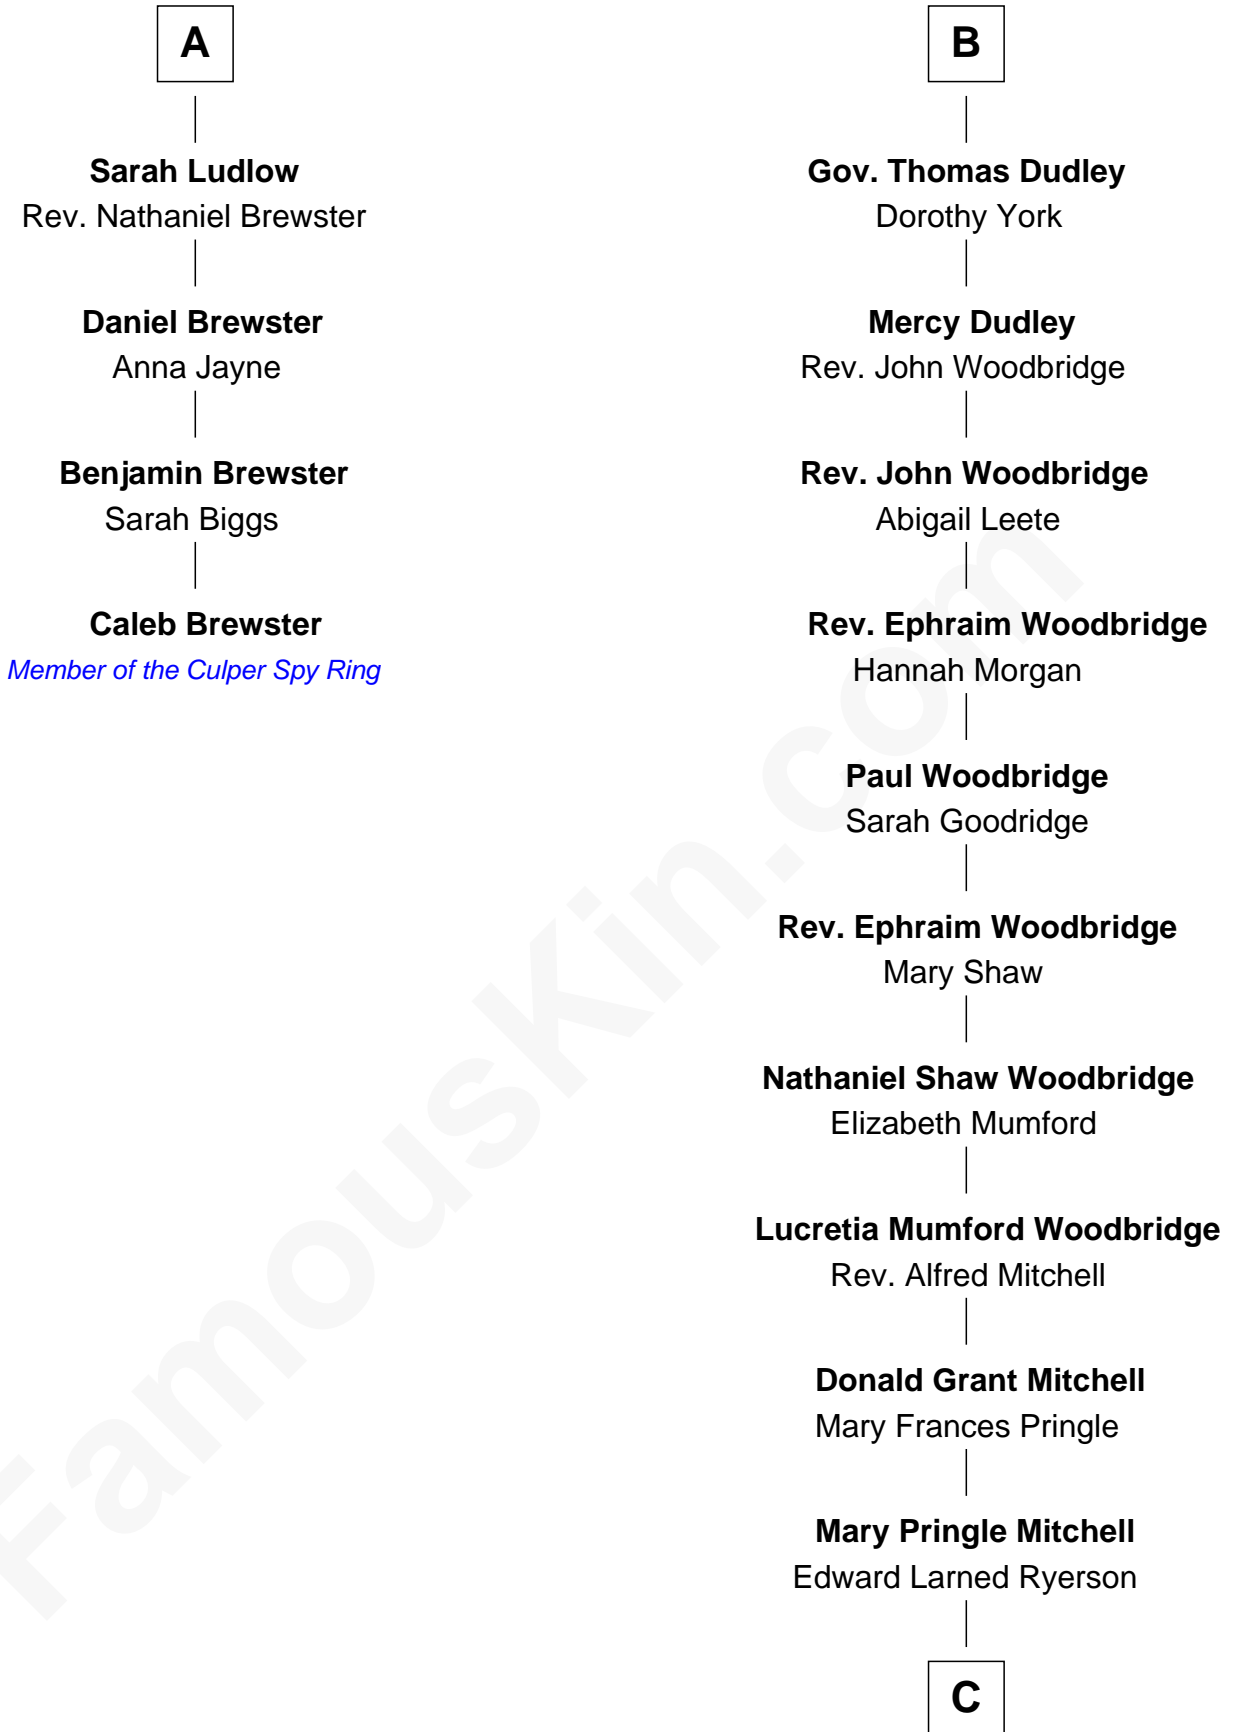 A
Sarah Ludlow
Rev. Nathaniel Brewster
Daniel Brewster
Anna Jayne
Benjamin Brewster
Sarah Biggs
Caleb Brewster
Member of the Culper Spy Ring
B
Gov. Thomas Dudley
Dorothy York
Mercy Dudley
Rev. John Woodbridge
Rev. John Woodbridge
Abigail Leete
Rev. Ephraim Woodbridge
Hannah Morgan
Paul Woodbridge
Sarah Goodridge
Rev. Ephraim Woodbridge
Mary Shaw
Nathaniel Shaw Woodbridge
Elizabeth Mumford
Lucretia Mumford Woodbridge
Rev. Alfred Mitchell
Donald Grant Mitchell
Mary Frances Pringle
Mary Pringle Mitchell
Edward Larned Ryerson
C
FamousKin.com